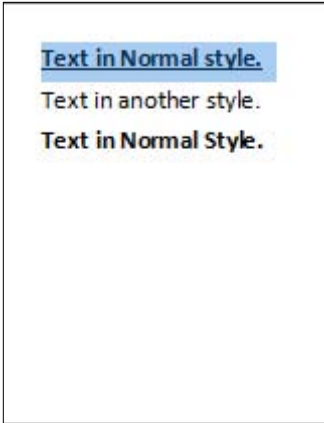 Text in Normal style.
Text in another style.
Text in Normal Style.